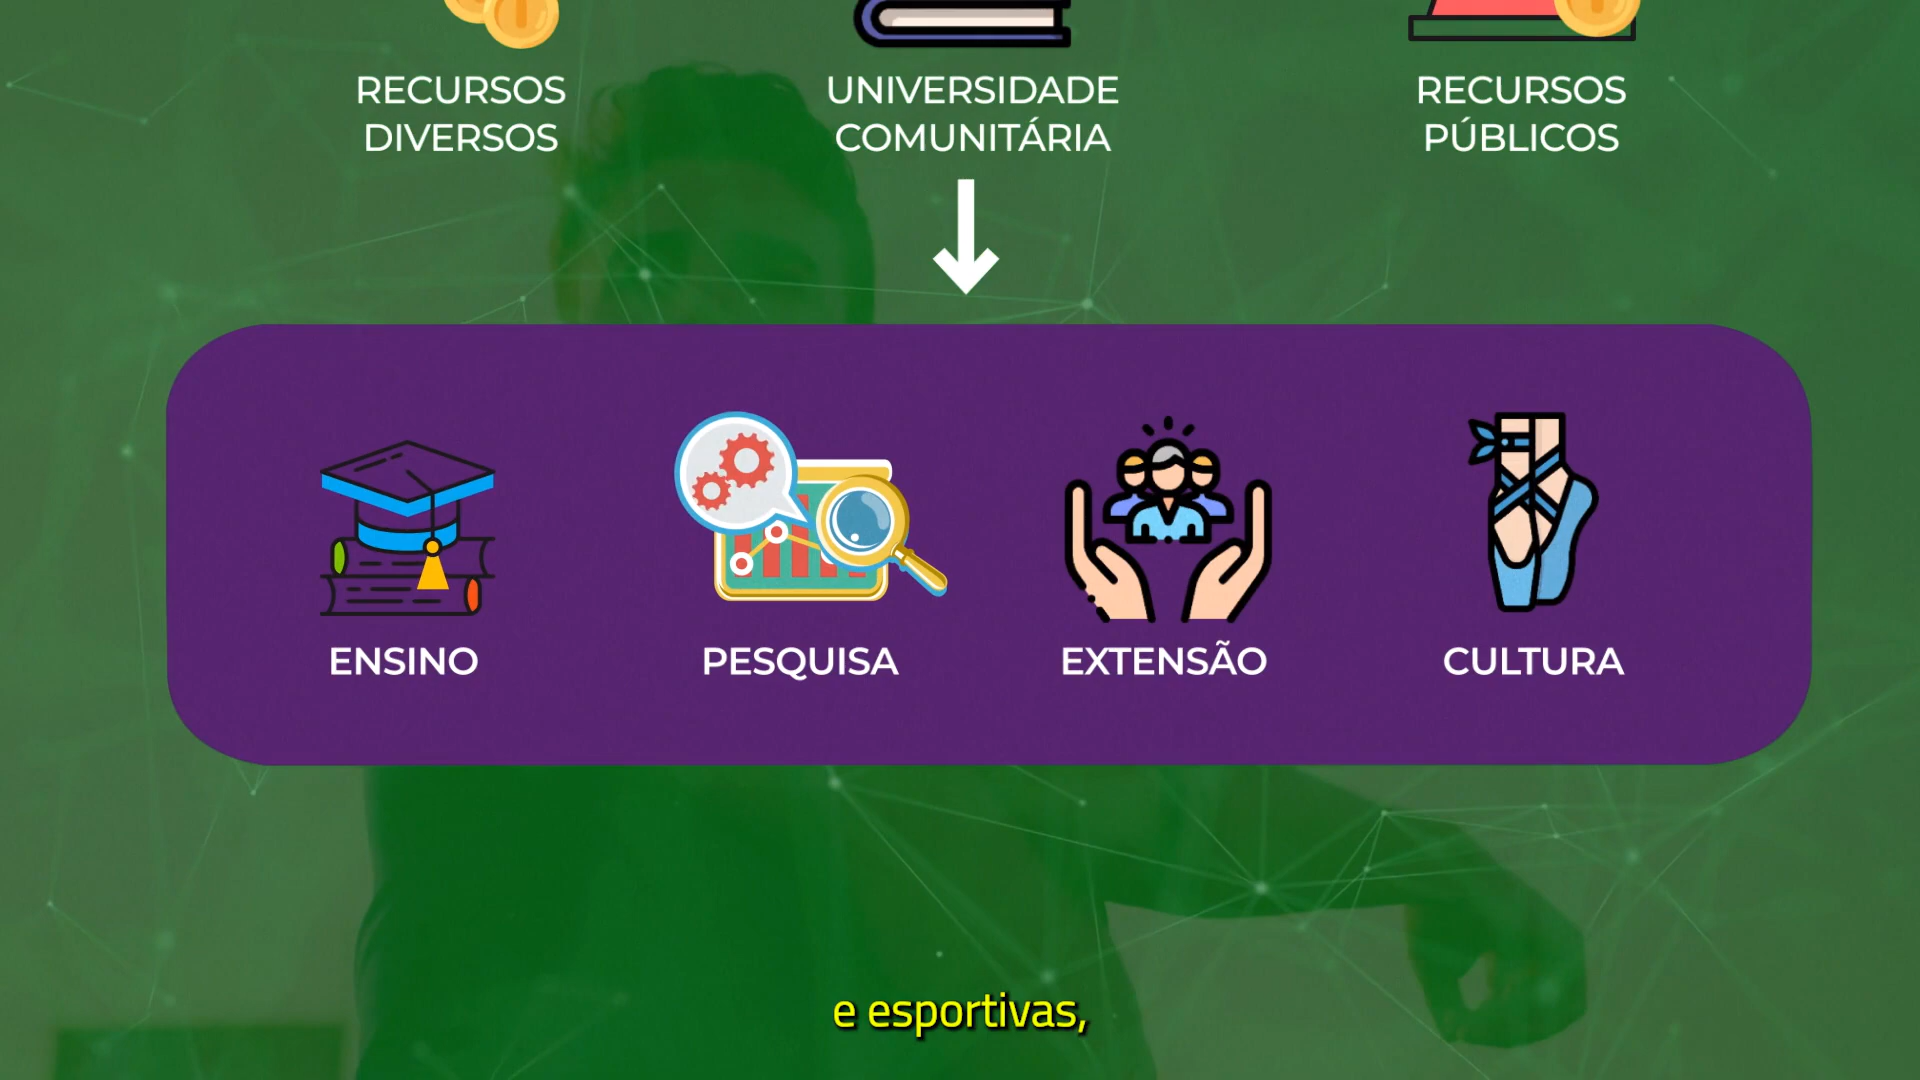 RECURSOS
DIVERSOS
UNIVERSIDADE
COMUNITÁRIA
RECURSOS
PÚBLICOS
ENSINO
PESQUISA
EXTENSÃO
CULTURA
e esportivas,